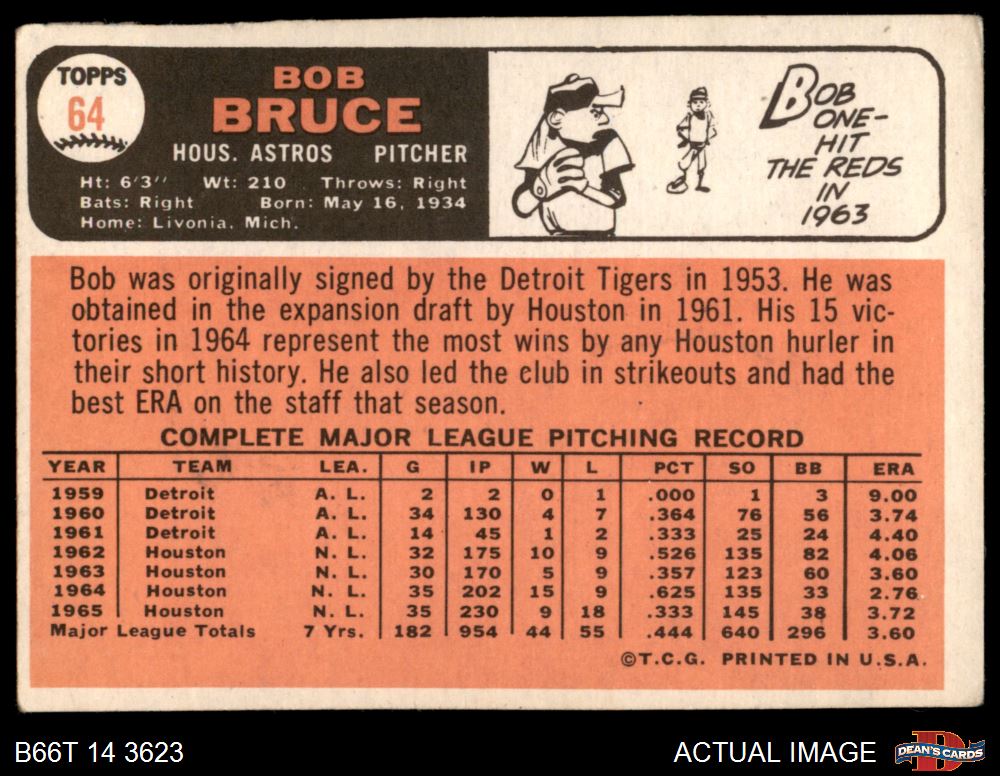 TOPPS
64
BOB
BRUCE
HOUS. ASTROS PITCHER
Ht: 6'3" Wt: 210 Throws: Right
Bats: Right Born: May 16, 1934
Home: Livonia, Mich.
BOB
ONE-
HIT
THE REDS
IN
1963
Bob was originally signed by the Detroit Tigers in 1953. He was
obtained in the expansion draft by Houston in 1961. His 15 vic-
tories in 1964 represent the most wins by any Houston hurler in
their short history. He also led the club in strikeouts and had the
best ERA on the staff that season.
COMPLETE MAJOR LEAGUE PITCHING RECORD
YEAR TEAM LEA. G IP W L PCT SO BB ERA
1959 Detroit A. L. 2 2 0 1 .000 1 3 9.00
1960 Detroit A. L. 34 130 4 7 .364 76 56 3.74
1961 Detroit A. L. 14 45 1 2 .333 25 24 4.40
1962 Houston N. L. 32 175 10 9 .526 135 82 4.06
1963 Houston N. L. 30 170 5 9 .357 123 60 3.60
1964 Houston N. L. 35 202 15 9 .625 135 33 2.76
1965 Houston N. L. 35 230 9 18 .333 145 38 3.72
Major League Totals 7 Yrs. 182 954 44 55 .444 640 296 3.60
©T.C.G. PRINTED IN U.S.A.
B66T 14 3623
ACTUAL IMAGE
DEAN'S CARDS